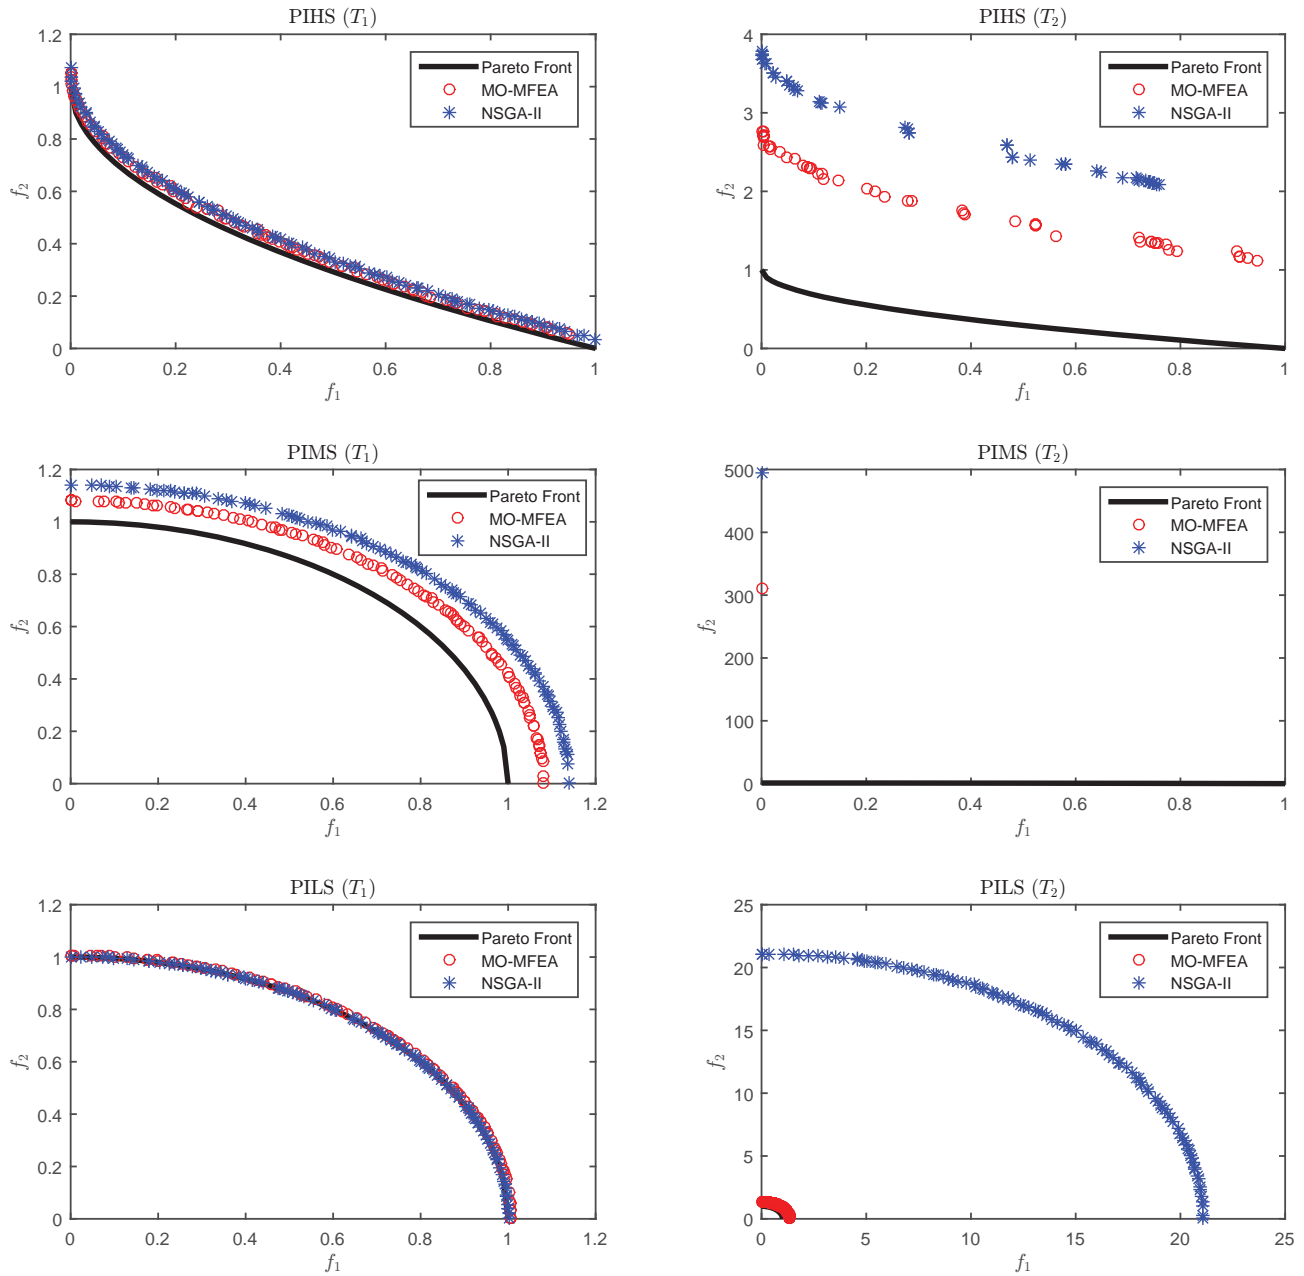 PIHS (T1)
1.2
1
0.8
0.6
0.4
0.2
0
f2
Pareto Front
MO-MFEA
NSGA-II
0 0.2 0.4 0.6 0.8 1
f1
PIHS (T2)
4
3
2
1
0
f2
Pareto Front
MO-MFEA
NSGA-II
0 0.2 0.4 0.6 0.8 1
f1
PIMS (T1)
1.2
1
0.8
0.6
0.4
0.2
0
f2
Pareto Front
MO-MFEA
NSGA-II
0 0.2 0.4 0.6 0.8 1 1.2
f1
PIMS (T2)
500
400
300
200
100
0
f2
Pareto Front
MO-MFEA
NSGA-II
0 0.2 0.4 0.6 0.8 1
f1
PILS (T1)
1.2
1
0.8
0.6
0.4
0.2
0
f2
Pareto Front
MO-MFEA
NSGA-II
0 0.2 0.4 0.6 0.8 1 1.2
f1
PILS (T2)
25
20
15
10
5
0
f2
Pareto Front
MO-MFEA
NSGA-II
0 5 10 15 20 25
f1